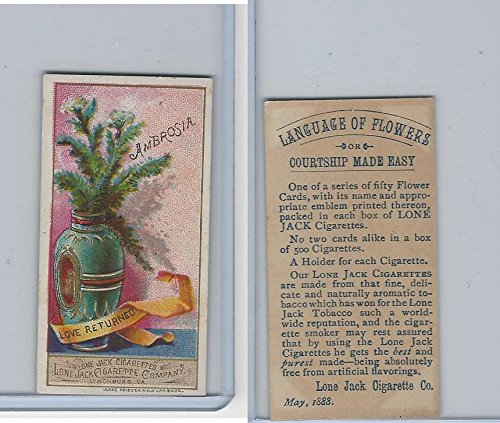 AMBROSIA.
LOVE RETURNED
LONE JACK CIGARETTES
LONE JACK CIGARETTE COMPANY.
LYNCHBURG, VA.
LANGUAGE OF FLOWERS
OR
COURTSHIP MADE EASY
One of a series of fifty Flower
Cards, with its name and appro-
priate emblem printed thereon,
packed in each box of LONE
JACK Cigarettes.
No two cards alike in a box
of 500 Cigarettes.
A Holder for each Cigarette.
Our LONE JACK CIGARETTES
are made from that fine, deli-
cate and naturally aromatic to-
bacco which has won for the Lone
Jack Tobacco such a world-
wide reputation, and the cigar-
ette smoker may rest assured
that by using the Lone Jack
Cigarettes he gets the best and
purest made—being absolutely
free from artificial flavorings.
Lone Jack Cigarette Co.
May, 1888.